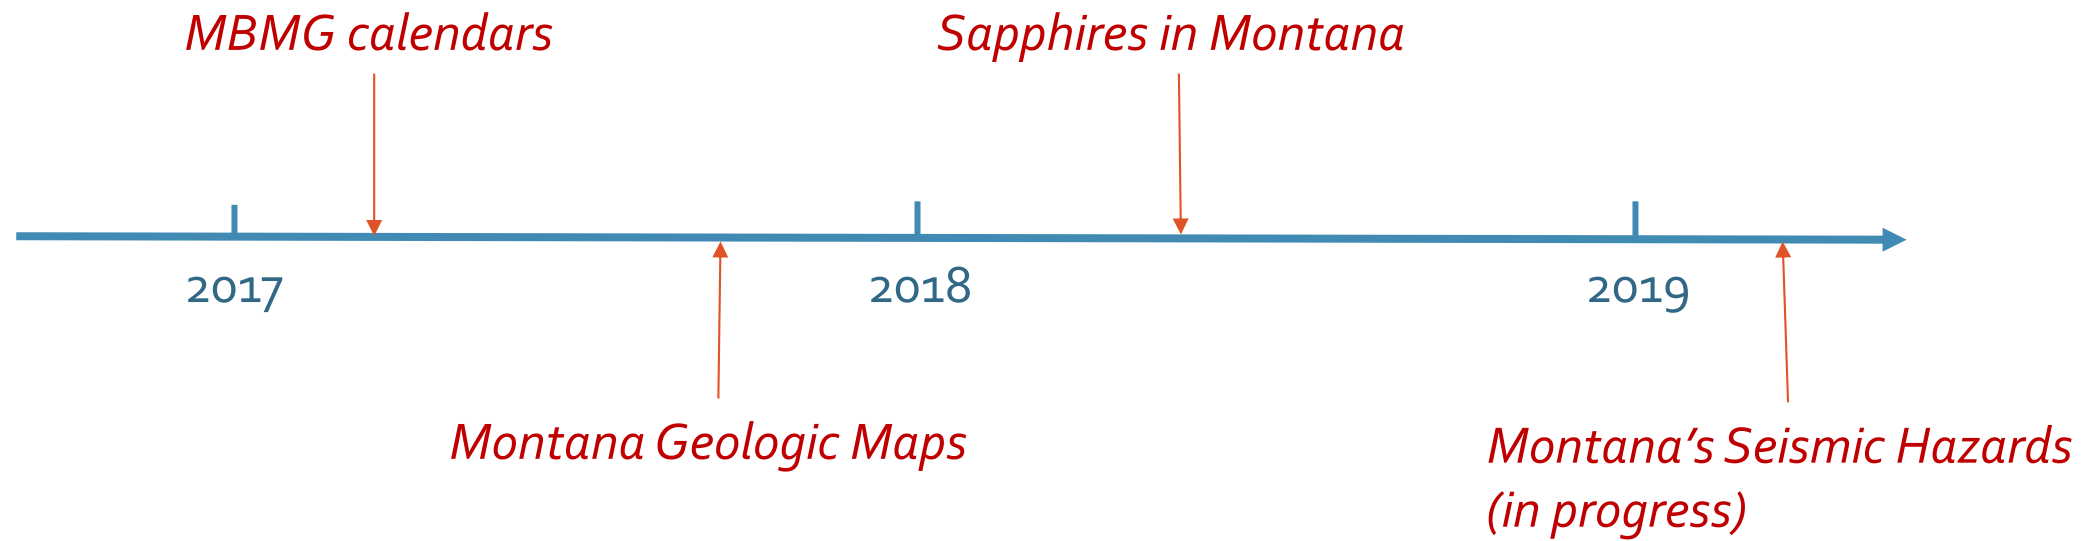 MBMG calendars
Sapphires in Montana
2017
2018
2019
Montana Geologic Maps
Montana’s Seismic Hazards
(in progress)